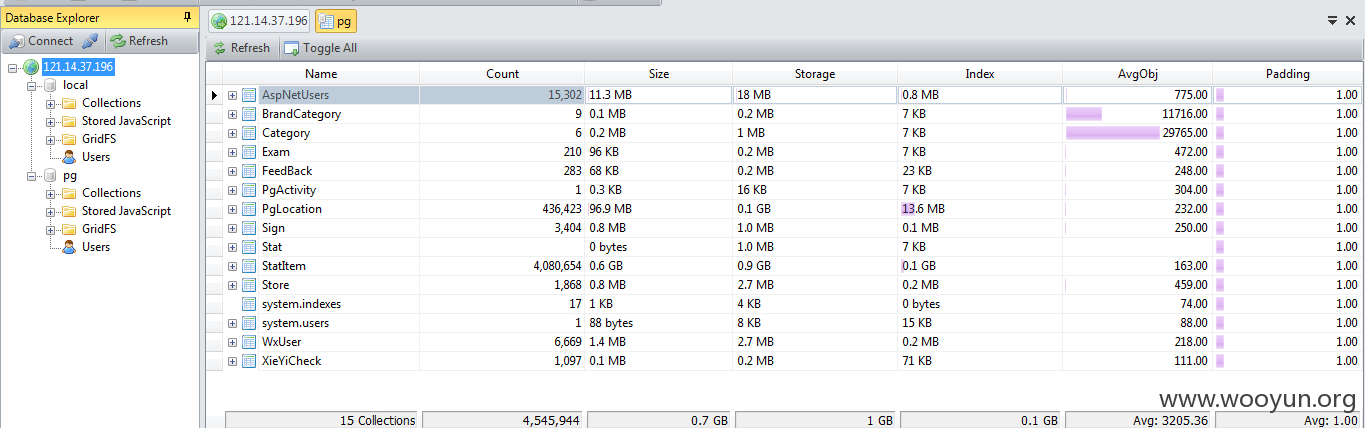 Database Explorer
121.14.37.196 pg
Connect Refresh
Refresh Toggle All
121.14.37.196
local
Collections
Stored JavaScript
GridFS
Users
pg
Collections
Stored JavaScript
GridFS
Users
Name Count Size Storage Index AvgObj Padding
AspNetUsers 15,302 11.3 MB 18 MB 0.8 MB 775.00 1.00
BrandCategory 9 0.1 MB 0.2 MB 7 KB 11716.00 1.00
Category 6 0.2 MB 1 MB 7 KB 29765.00 1.00
Exam 210 96 KB 0.2 MB 7 KB 472.00 1.00
FeedBack 283 68 KB 0.2 MB 23 KB 248.00 1.00
PgActivity 1 0.3 KB 16 KB 7 KB 304.00 1.00
PgLocation 436,423 96.9 MB 0.1 GB 13.6 MB 232.00 1.00
Sign 3,404 0.8 MB 1.0 MB 0.1 MB 250.00 1.00
Stat 0 bytes 1.0 MB 7 KB 1.00
StatItem 4,080,654 0.6 GB 0.9 GB 0.1 GB 163.00 1.00
Store 1,868 0.8 MB 2.7 MB 0.2 MB 459.00 1.00
system.indexes 17 1 KB 4 KB 0 bytes 74.00 1.00
system.users 1 88 bytes 8 KB 15 KB 88.00 1.00
WxUser 6,669 1.4 MB 2.7 MB 0.2 MB 218.00 1.00
XieYiCheck 1,097 0.1 MB 0.2 MB 71 KB 111.00 1.00
www.wooyun.org
15 Collections 4,545,944 0.7 GB 1 GB 0.1 GB Avg: 3205.36 Avg: 1.00